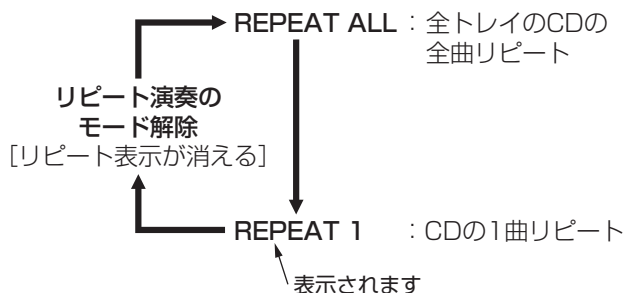 REPEAT ALL：全トレイのCDの
全曲リピート
リピート演奏の
モード解除
［リピート表示が消える］
REPEAT 1 ：CDの1曲リピート
表示されます